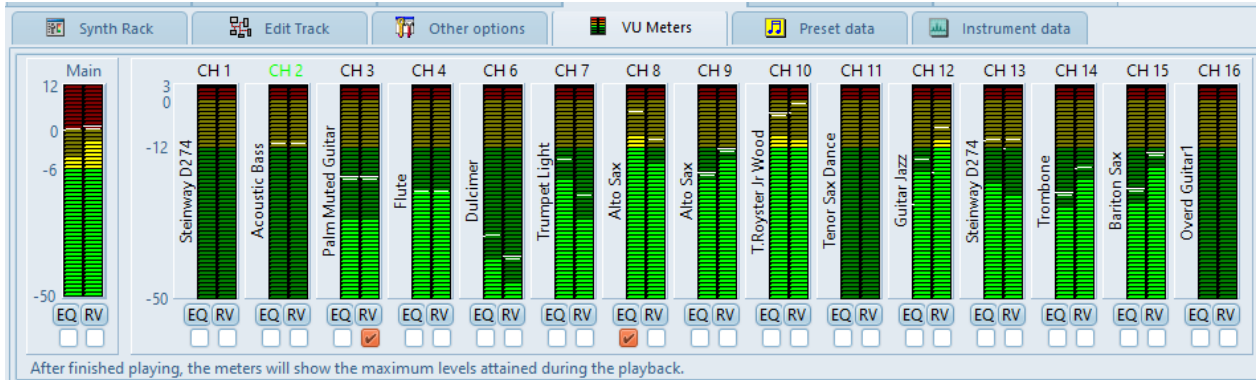 Synth Rack Edit Track Other options VU Meters Preset data Instrument data
Main CH 1 CH 2 CH 3 CH 4 CH 6 CH 7 CH 8 CH 9 CH 10 CH 11 CH 12 CH 13 CH 14 CH 15 CH 16
12
0
-6
-50
3
0
-12
-50
Steinway D2 74
Acoustic Bass
Palm Muted Guitar
Flute
Dulcimer
Trumpet Light
Alto Sax
Alto Sax
T.Royster Jr Wood
Tenor Sax Dance
Guitar Jazz
Steinway D2 74
Trombone
Bariton Sax
Overd Guitar1
EQ RV EQ RV EQ RV EQ RV EQ RV EQ RV EQ RV EQ RV EQ RV EQ RV EQ RV EQ RV EQ RV EQ RV EQ RV EQ RV
After finished playing, the meters will show the maximum levels attained during the playback.